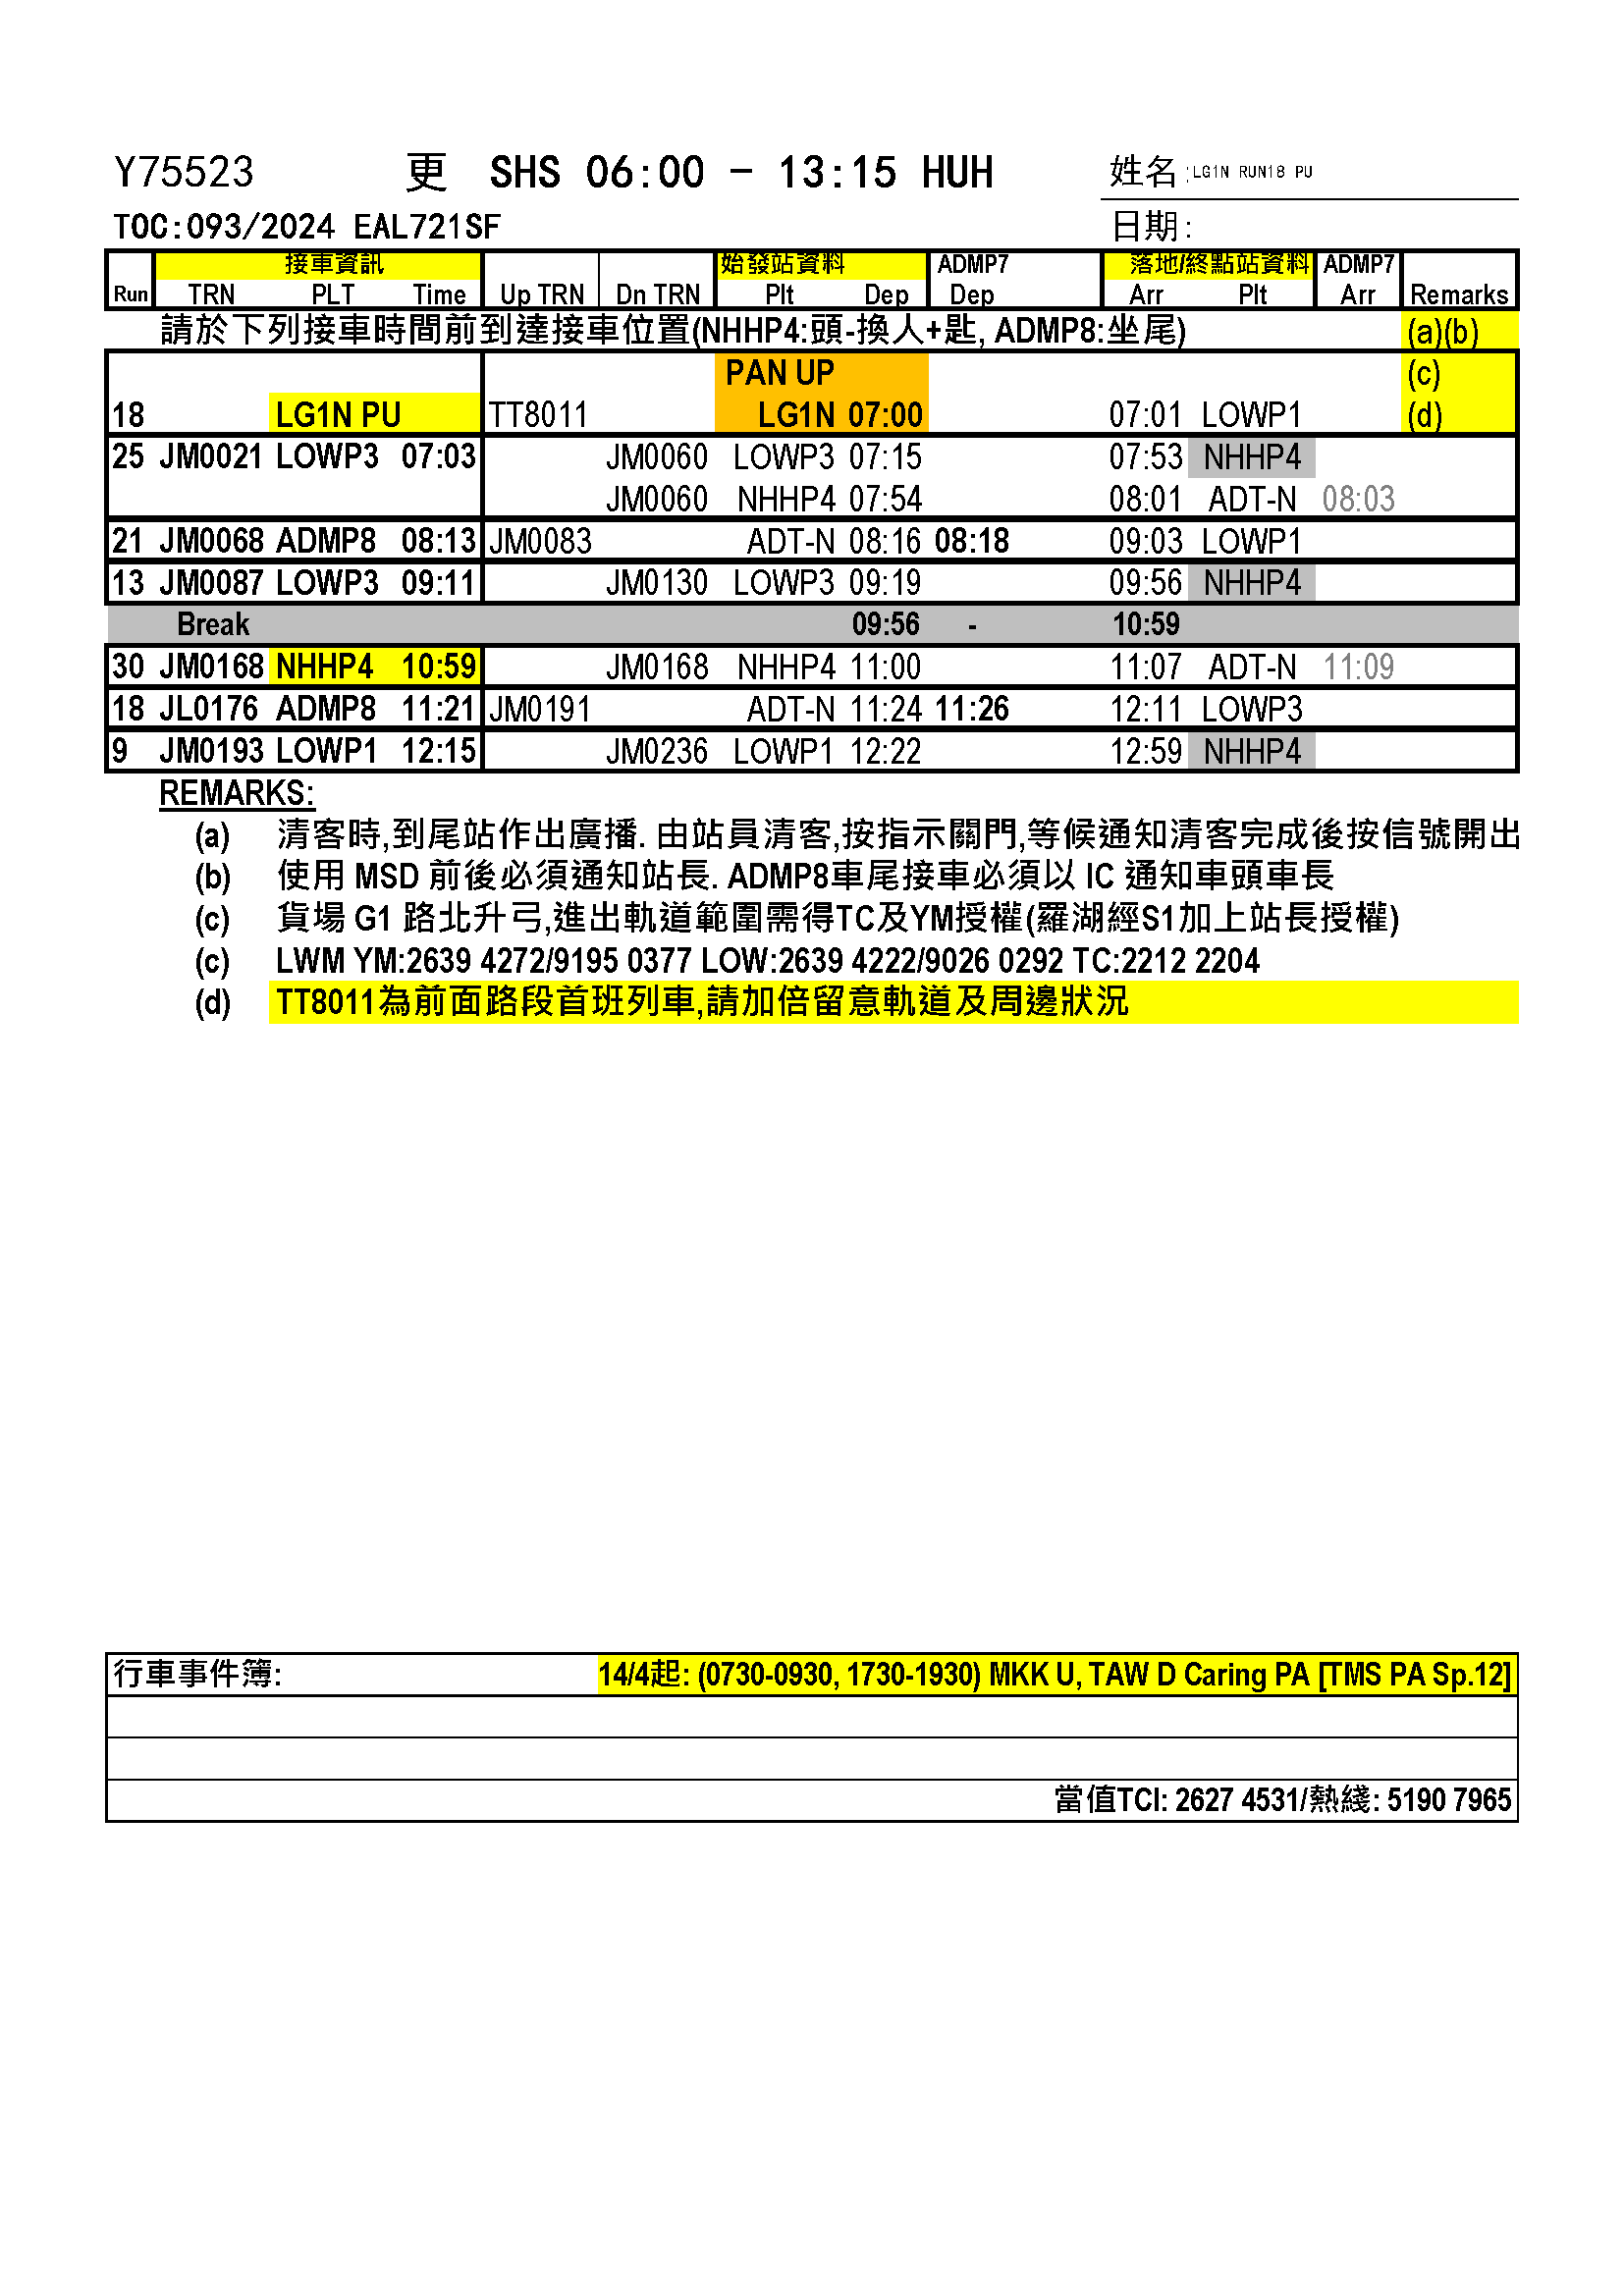 Y75523 更 SHS 06:00 - 13:15 HUH 姓名:LG1N RUN18 PU
TOC:093/2024 EAL721SF 日期:
接車資訊 始發站資料 ADMP7 落地/終點站資料 ADMP7
Run TRN PLT Time Up TRN Dn TRN Plt Dep Dep Arr Plt Arr Remarks
請於下列接車時間前到達接車位置(NHHP4:頭-換人+匙, ADMP8:坐尾) (a)(b)
PAN UP (c)
18 LG1N PU TT8011 LG1N 07:00 07:01 LOWP1 (d)
25 JM0021 LOWP3 07:03 JM0060 LOWP3 07:15 07:53 NHHP4
JM0060 NHHP4 07:54 08:01 ADT-N 08:03
21 JM0068 ADMP8 08:13 JM0083 ADT-N 08:16 08:18 09:03 LOWP1
13 JM0087 LOWP3 09:11 JM0130 LOWP3 09:19 09:56 NHHP4
Break 09:56 - 10:59
30 JM0168 NHHP4 10:59 JM0168 NHHP4 11:00 11:07 ADT-N 11:09
18 JL0176 ADMP8 11:21 JM0191 ADT-N 11:24 11:26 12:11 LOWP3
9 JM0193 LOWP1 12:15 JM0236 LOWP1 12:22 12:59 NHHP4
REMARKS:
(a) 清客時,到尾站作出廣播. 由站員清客,按指示關門,等候通知清客完成後按信號開出
(b) 使用 MSD 前後必須通知站長. ADMP8車尾接車必須以 IC 通知車頭車長
(c) 貨場 G1 路北升弓,進出軌道範圍需得TC及YM授權(羅湖經S1加上站長授權)
(c) LWM YM:2639 4272/9195 0377 LOW:2639 4222/9026 0292 TC:2212 2204
(d) TT8011為前面路段首班列車,請加倍留意軌道及周邊狀況
行車事件簿: 14/4起: (0730-0930, 1730-1930) MKK U, TAW D Caring PA [TMS PA Sp.12]
當值TCI: 2627 4531/熱綫: 5190 7965